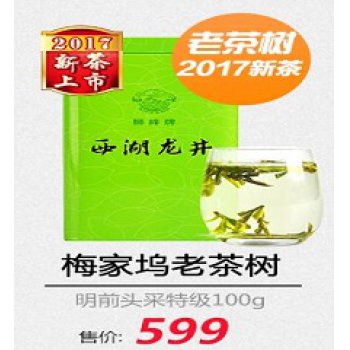 2017
新茶
上市
老茶树
2017新茶
狮峰牌
西湖龙井
梅家坞老茶树
明前头采特级100g
售价: 599